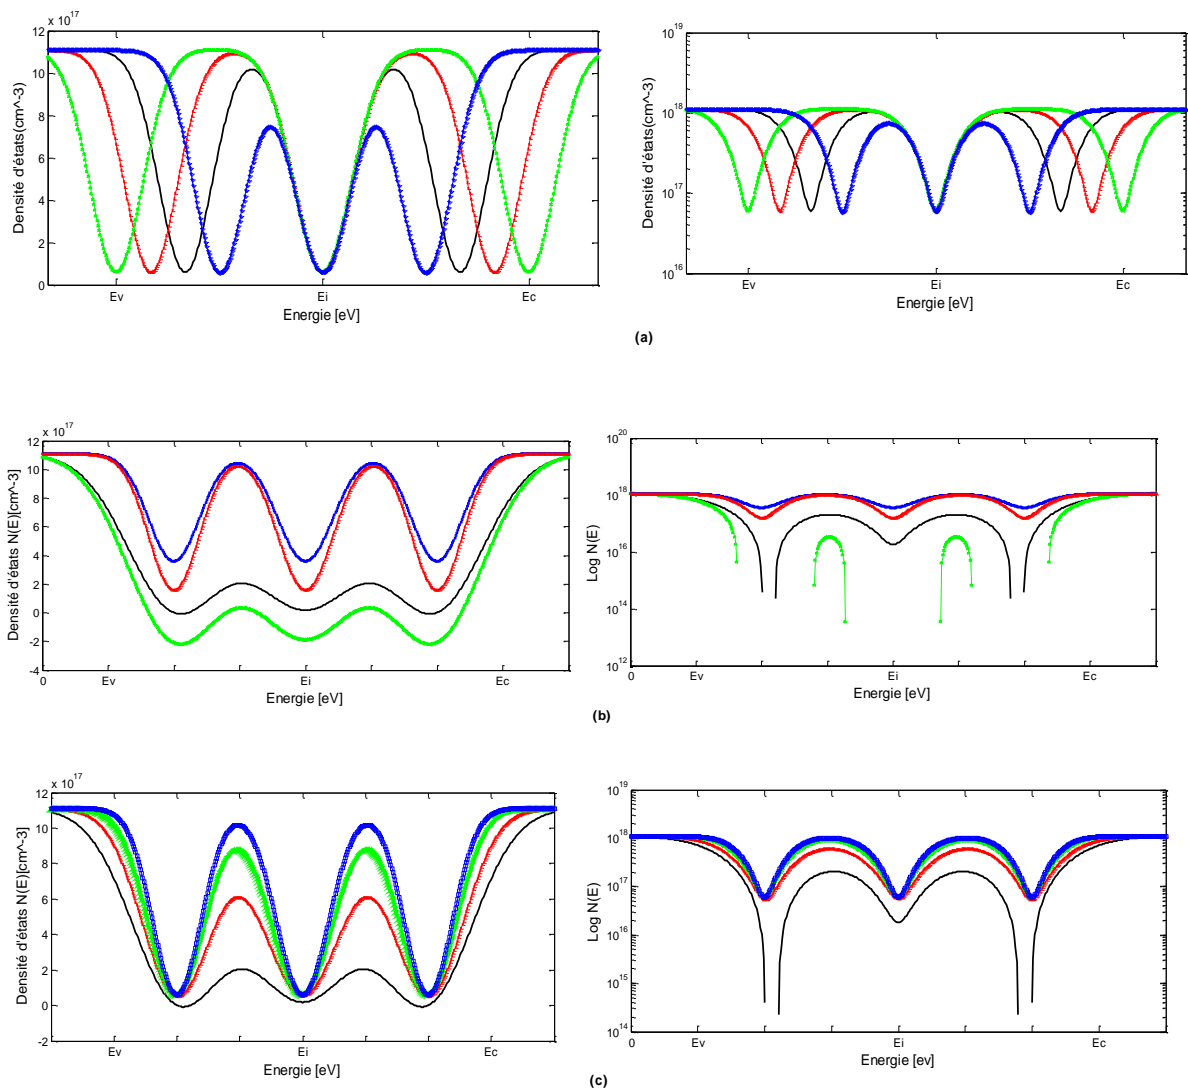 x 10^17
12
10
8
6
4
2
0
Densité d'états(cm^-3)
Ev
Ei
Ec
Energie [eV]
10^19
10^18
10^17
10^16
Densité d'états(cm^-3)
Ev
Ei
Ec
Energie [eV]
(a)
x 10^17
12
10
8
6
4
2
0
-2
-4
Densité d'états N(E)[cm^-3]
0
Ev
Ei
Ec
Energie [eV]
10^20
10^18
10^16
10^14
10^12
Log N(E)
0
Ev
Ei
Ec
Energie [eV]
(b)
x 10^17
12
10
8
6
4
2
0
-2
Densité d'états N(E)[cm^-3]
Ev
Ei
Ec
Energie [eV]
10^19
10^18
10^17
10^16
10^15
10^14
Log N(E)
0
Ev
Ei
Ec
Energie [ev]
(c)